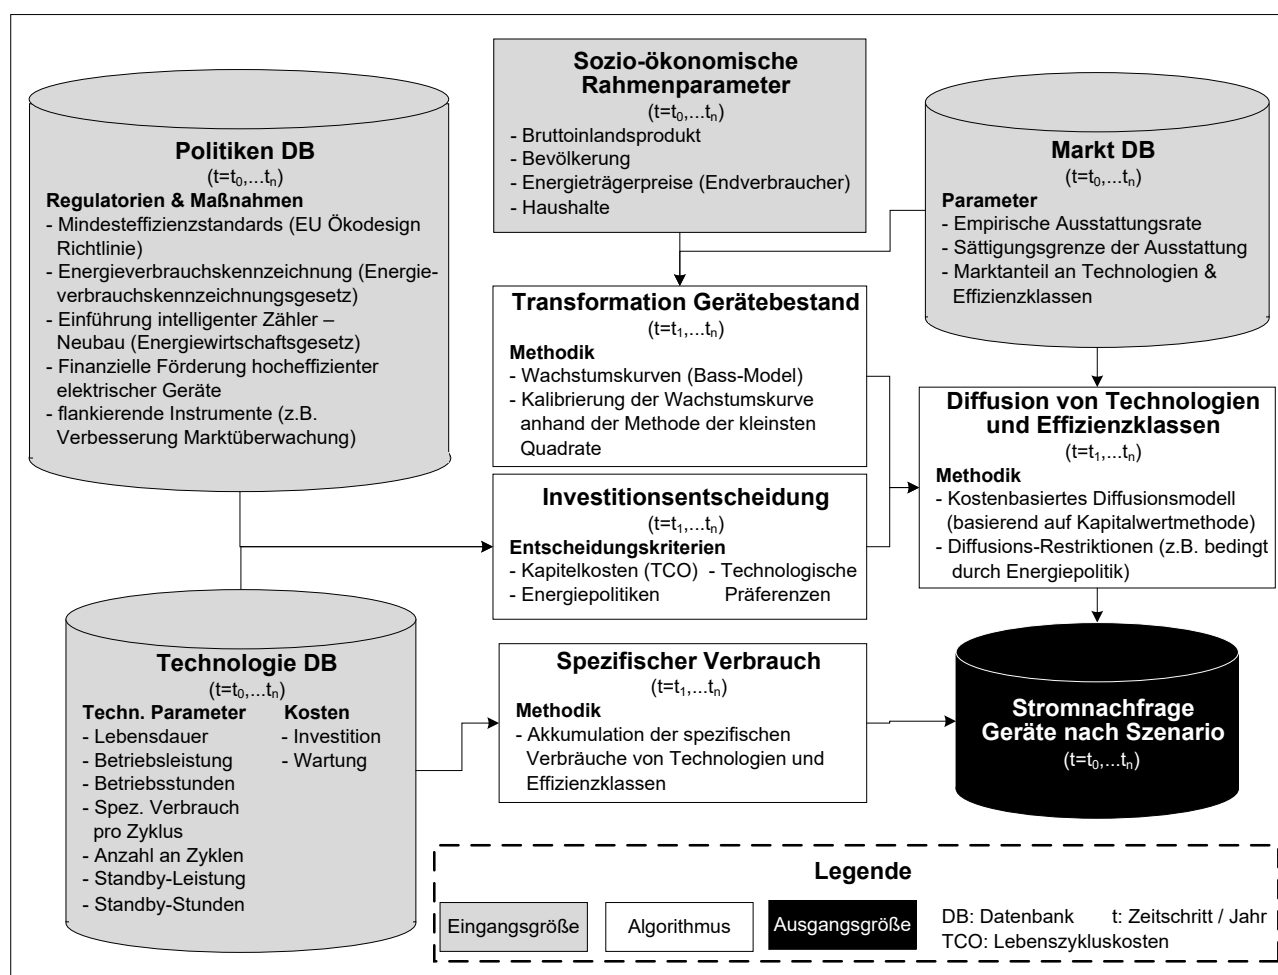 Politiken DB
(t=t0,...tn)
Regulatorien & Maßnahmen
- Mindesteffizienzstandards (EU Ökodesign
Richtlinie)
- Energieverbrauchskennzeichnung (Energie-
verbrauchskennzeichnungsgesetz)
- Einführung intelligenter Zähler –
Neubau (Energiewirtschaftsgesetz)
- Finanzielle Förderung hocheffizienter
elektrischer Geräte
- flankierende Instrumente (z.B.
Verbesserung Marktüberwachung)
Sozio-ökonomische
Rahmenparameter
(t=t0,...tn)
- Bruttoinlandsprodukt
- Bevölkerung
- Energieträgerpreise (Endverbraucher)
- Haushalte
Markt DB
(t=t0,...tn)
Parameter
- Empirische Ausstattungsrate
- Sättigungsgrenze der Ausstattung
- Marktanteil an Technologien &
Effizienzklassen
Transformation Gerätebestand
(t=t1,...tn)
Methodik
- Wachstumskurven (Bass-Model)
- Kalibrierung der Wachstumskurve
anhand der Methode der kleinsten
Quadrate
Diffusion von Technologien
und Effizienzklassen
(t=t1,...tn)
Methodik
- Kostenbasiertes Diffusionsmodell
(basierend auf Kapitalwertmethode)
- Diffusions-Restriktionen (z.B. bedingt
durch Energiepolitik)
Investitionsentscheidung
(t=t1,...tn)
Entscheidungskriterien
- Kapitelkosten (TCO) - Technologische
- Energiepolitiken Präferenzen
Technologie DB
(t=t0,...tn)
Techn. Parameter Kosten
- Lebensdauer - Investition
- Betriebsleistung - Wartung
- Betriebsstunden
- Spez. Verbrauch
pro Zyklus
- Anzahl an Zyklen
- Standby-Leistung
- Standby-Stunden
Spezifischer Verbrauch
(t=t1,...tn)
Methodik
- Akkumulation der spezifischen
Verbräuche von Technologien und
Effizienzklassen
Stromnachfrage
Geräte nach Szenario
(t=t0,...tn)
Legende
Eingangsgröße Algorithmus Ausgangsgröße
DB: Datenbank t: Zeitschritt / Jahr
TCO: Lebenszykluskosten